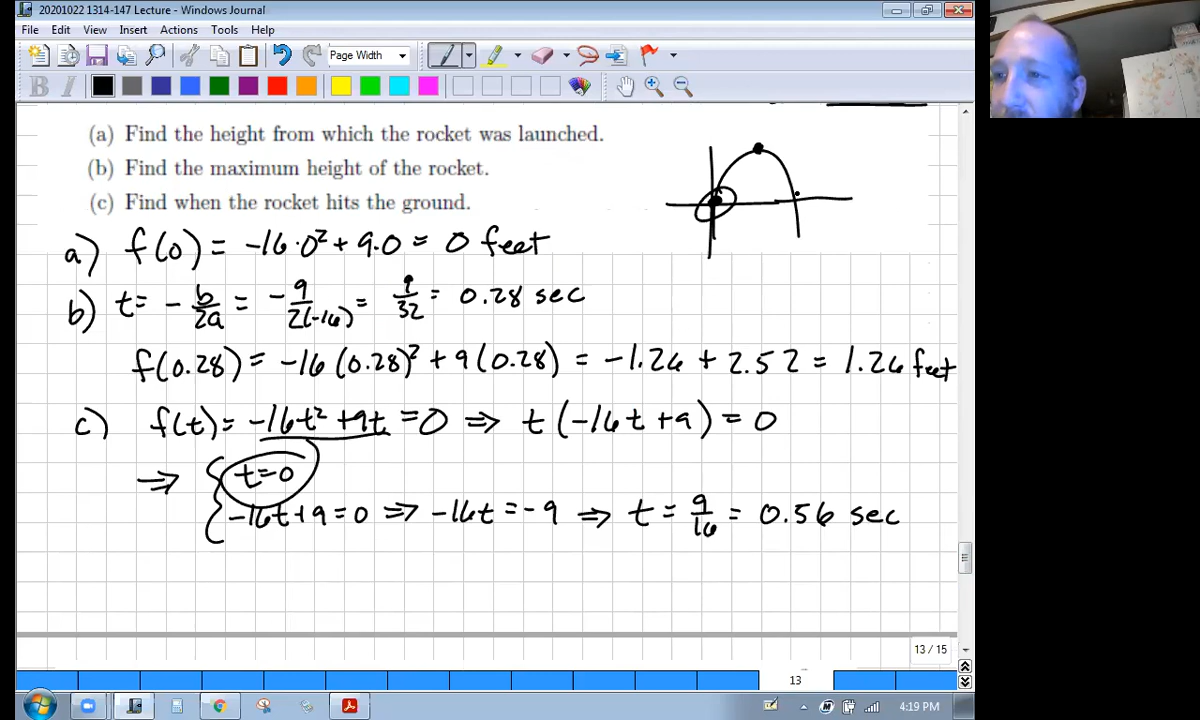 20201022 1314-147 Lecture - Windows Journal
File Edit View Insert Actions Tools Help
Page Width
B I
(a) Find the height from which the rocket was launched.
(b) Find the maximum height of the rocket.
(c) Find when the rocket hits the ground.
a) f(0) = -16·0² + 9·0 = 0 feet
b) t = - b/2a = - 9/2(-16) = 9/32 = 0.28 sec
f(0.28) = -16(0.28)² + 9(0.28) = -1.26 + 2.52 = 1.26 feet
c) f(t) = -16t² + 9t = 0 ⇒ t(-16t + 9) = 0
⇒ { t=0
-16t + 9 = 0 ⇒ -16t = -9 ⇒ t = 9/16 = 0.56 sec
13 / 15
13
4:19 PM